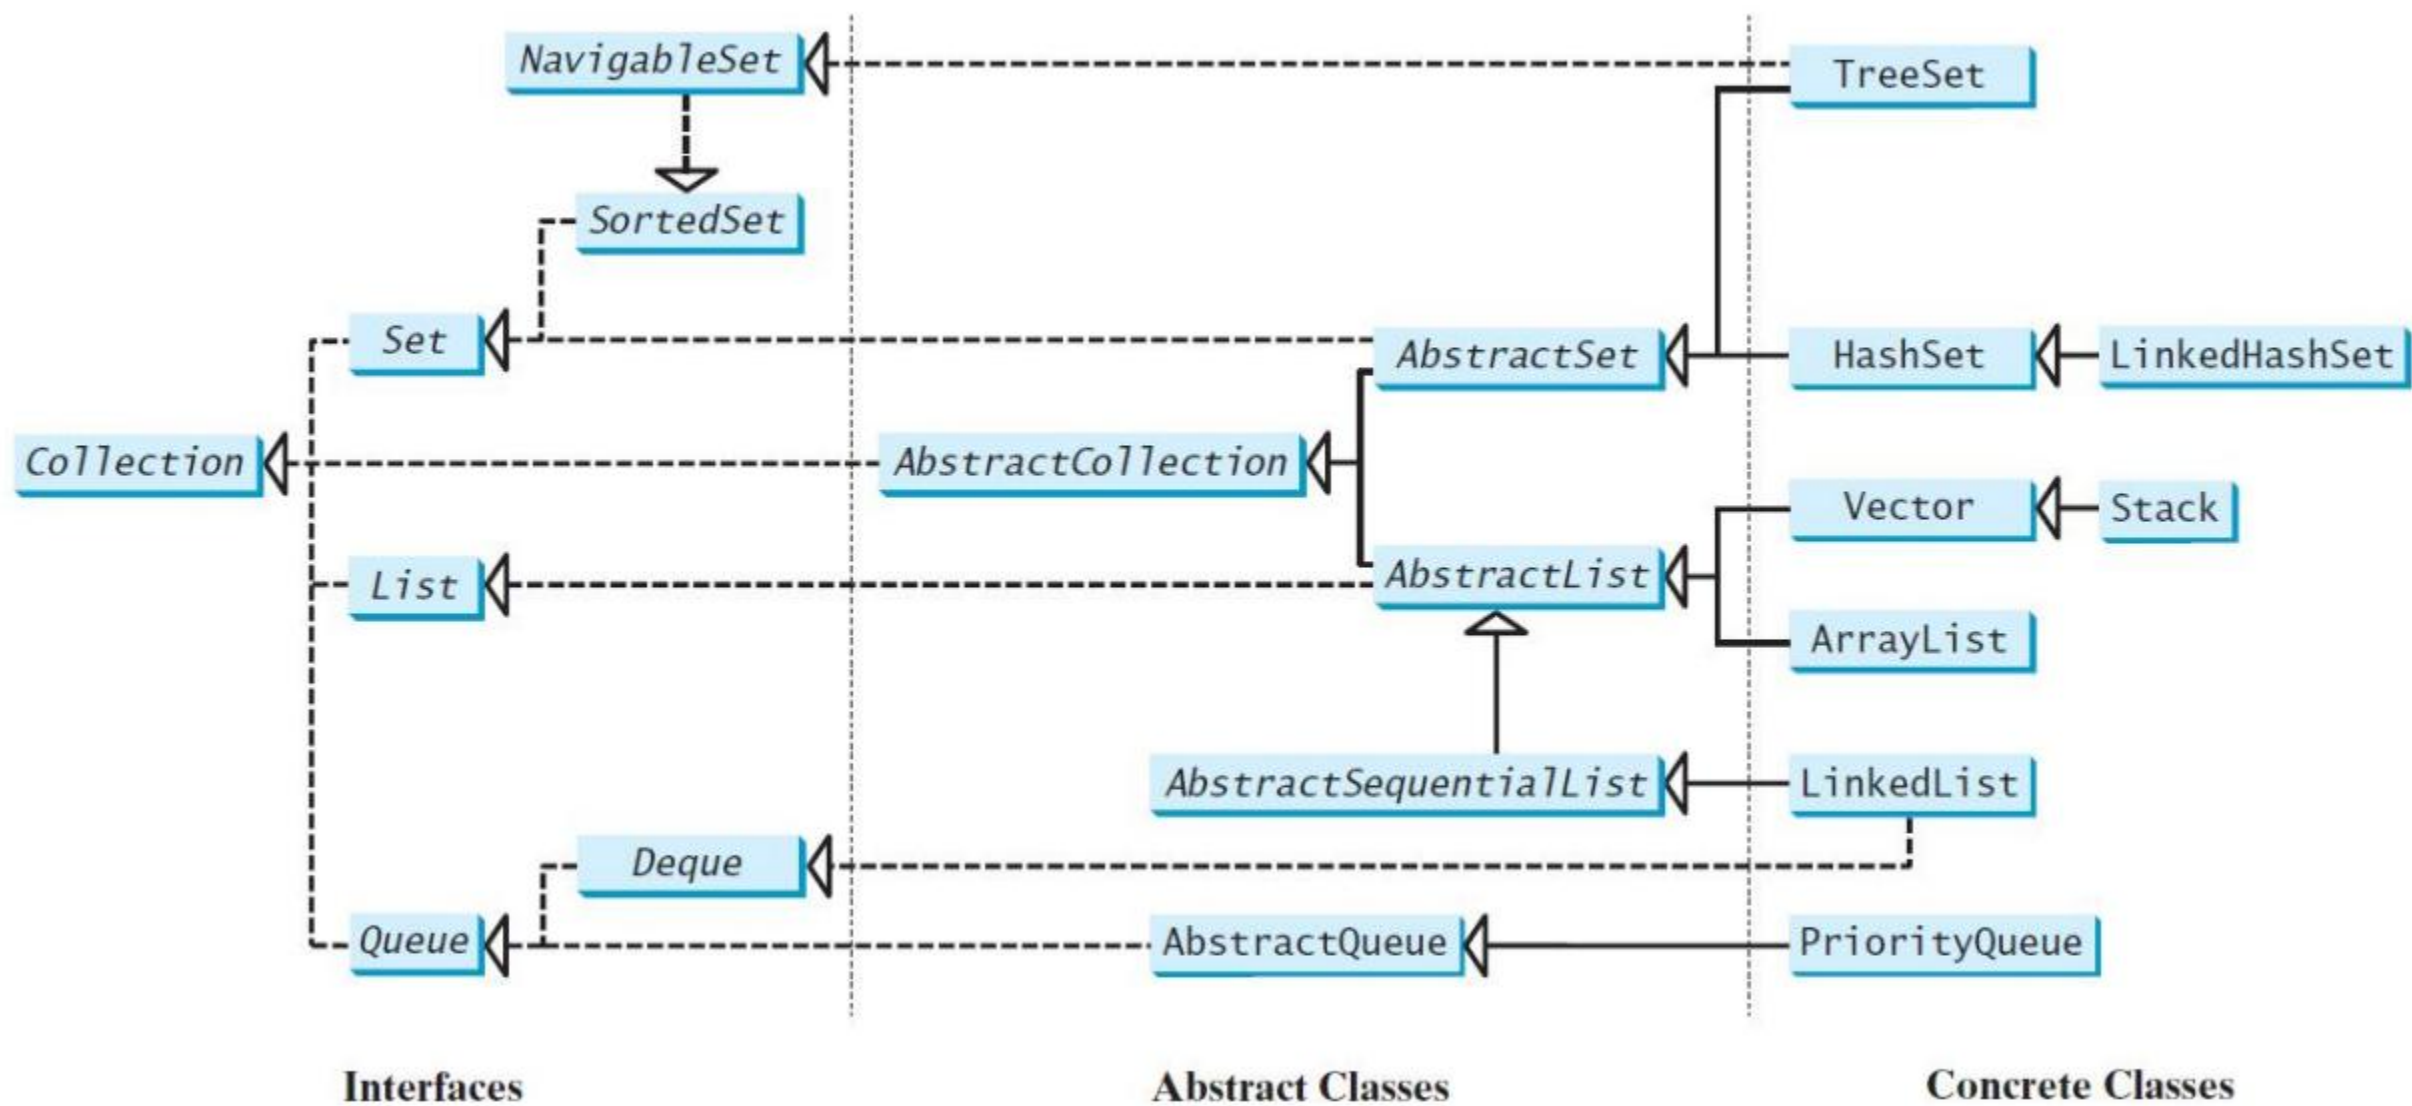 NavigableSet
TreeSet
SortedSet
Set
AbstractSet
HashSet
LinkedHashSet
Collection
AbstractCollection
Vector
Stack
List
AbstractList
ArrayList
AbstractSequentialList
LinkedList
Deque
Queue
AbstractQueue
PriorityQueue
Interfaces
Abstract Classes
Concrete Classes